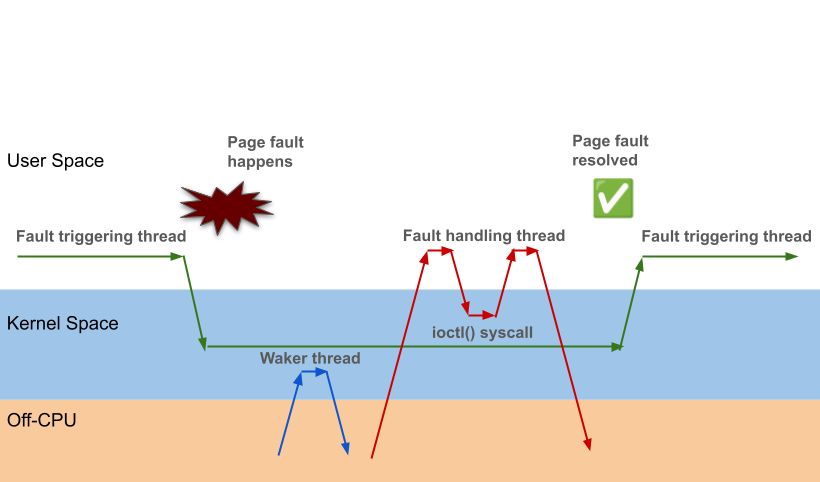 Page fault
happens
Page fault
resolved
User Space
Fault triggering thread
Fault handling thread
Fault triggering thread
Kernel Space
ioctl() syscall
Waker thread
Off-CPU